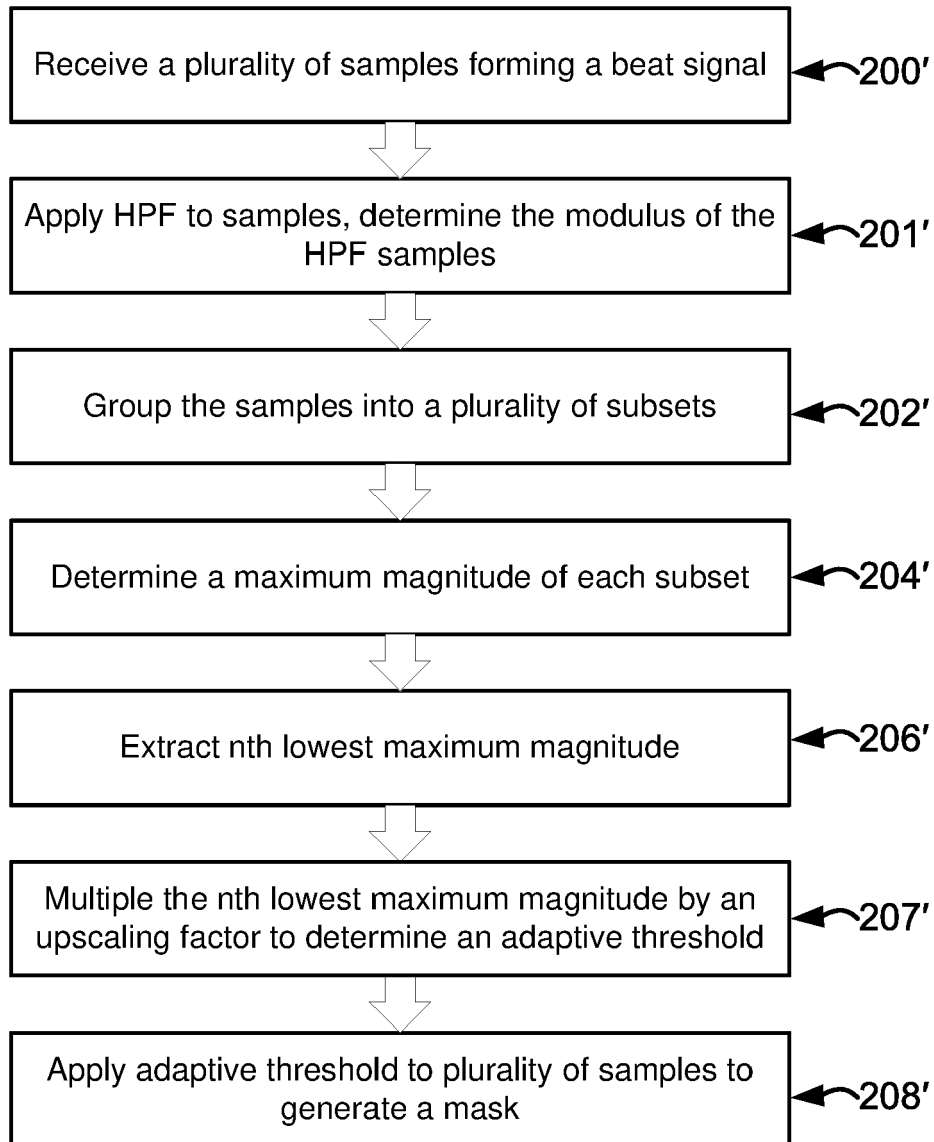 Receive a plurality of samples forming a beat signal
200′
Apply HPF to samples, determine the modulus of the
HPF samples
201′
Group the samples into a plurality of subsets
202′
Determine a maximum magnitude of each subset
204′
Extract nth lowest maximum magnitude
206′
Multiple the nth lowest maximum magnitude by an
upscaling factor to determine an adaptive threshold
207′
Apply adaptive threshold to plurality of samples to
generate a mask
208′